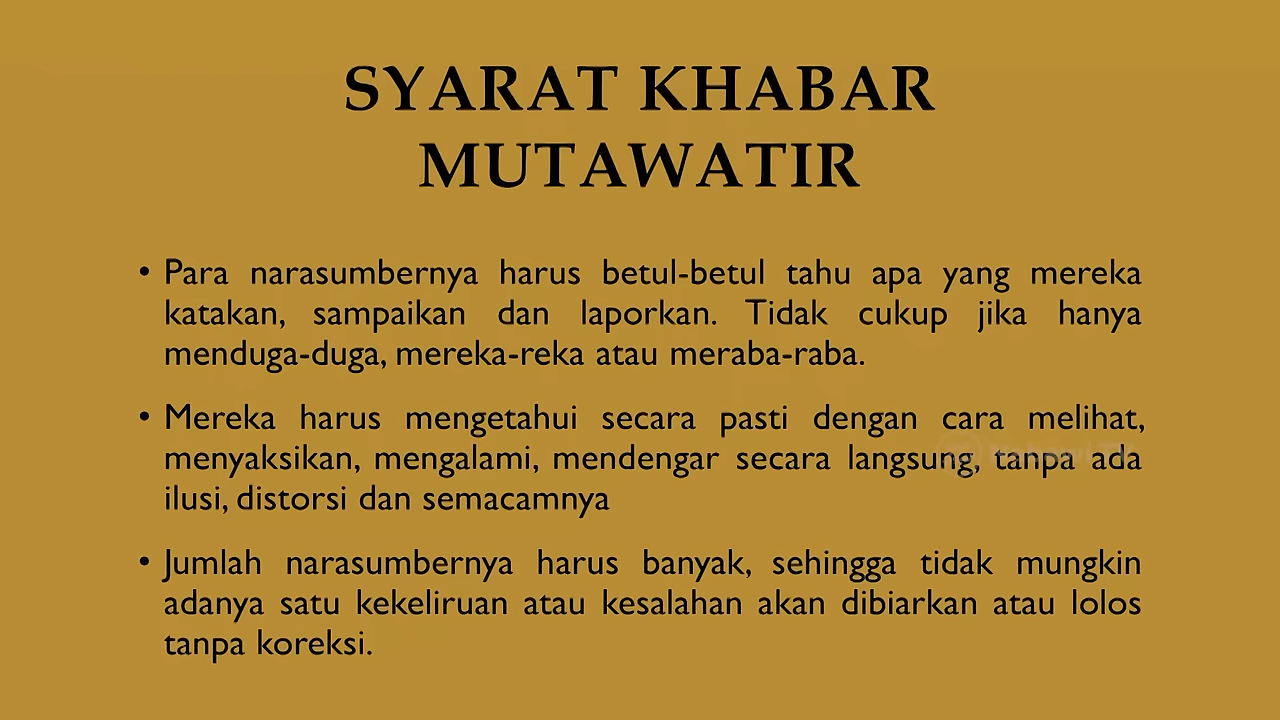 SYARAT KHABAR
MUTAWATIR
• Para narasumbernya harus betul-betul tahu apa yang mereka
katakan, sampaikan dan laporkan. Tidak cukup jika hanya
menduga-duga, mereka-reka atau meraba-raba.
• Mereka harus mengetahui secara pasti dengan cara melihat,
menyaksikan, mengalami, mendengar secara langsung, tanpa ada
ilusi, distorsi dan semacamnya
• Jumlah narasumbernya harus banyak, sehingga tidak mungkin
adanya satu kekeliruan atau kesalahan akan dibiarkan atau lolos
tanpa koreksi.